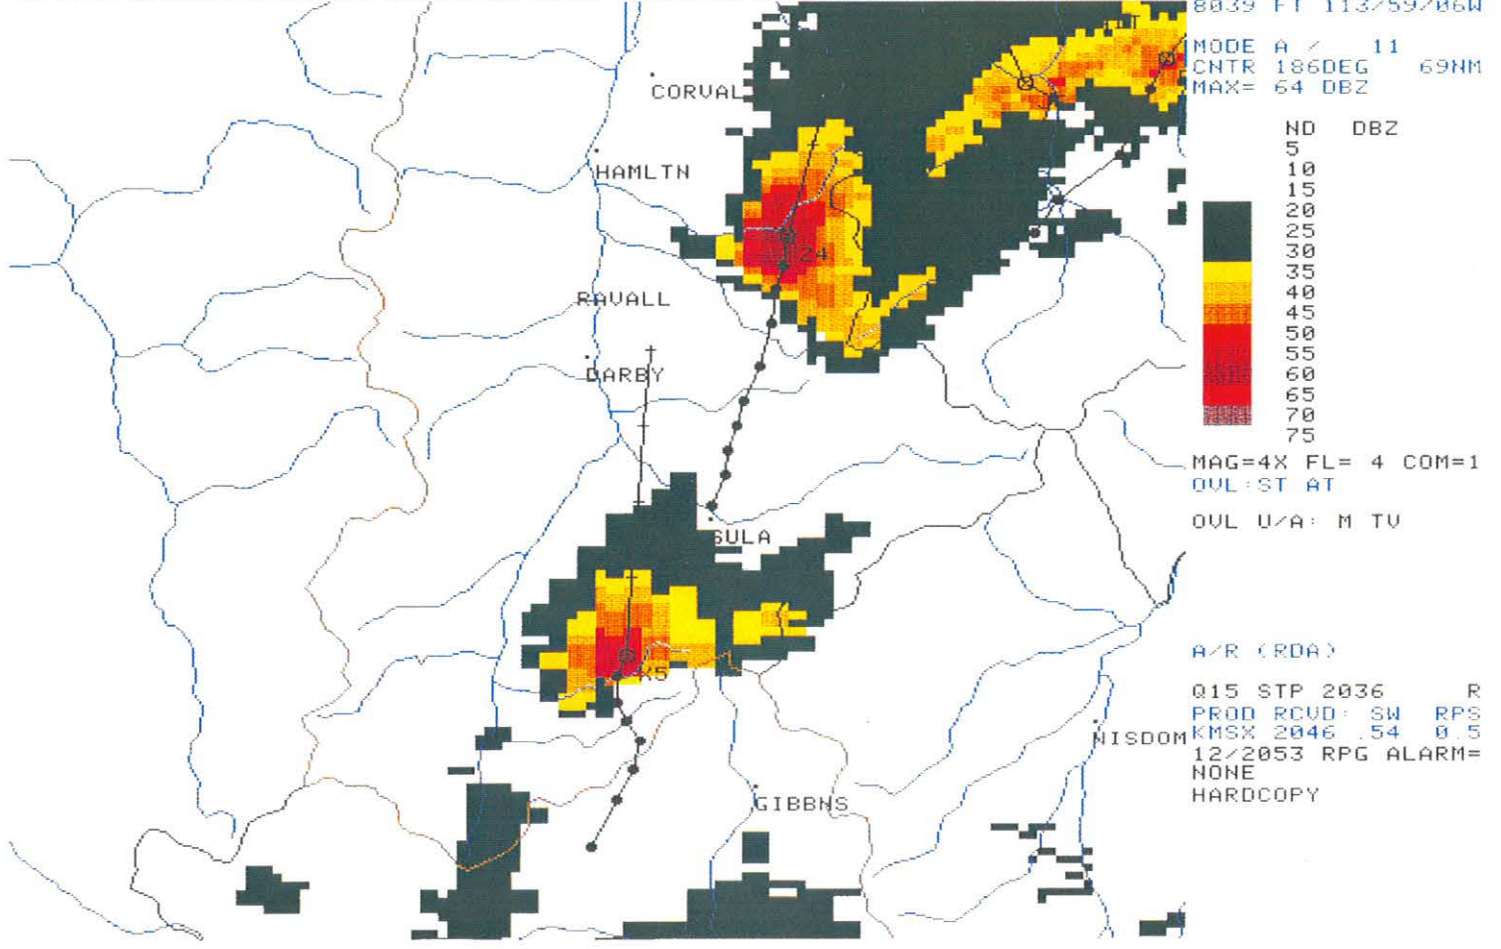 8039 FT 113/59/06W
MODE A / 11
CNTR 186DEG 69NM
MAX= 64 DBZ
ND DBZ
5
10
15
20
25
30
35
40
45
50
55
60
65
70
75
MAG=4X FL= 4 COM=1
OVL:ST AT
OVL U/A: M TV
A/R (RDA)
Q15 STP 2036 R
PROD RCVD: SW RPS
KMSX 2046 .54 0.5
12/2053 RPG ALARM=
NONE
HARDCOPY
CORVAL
HAMLTN
24
RAVALL
DARBY
SULA
K5
WISDOM
GIBBNS